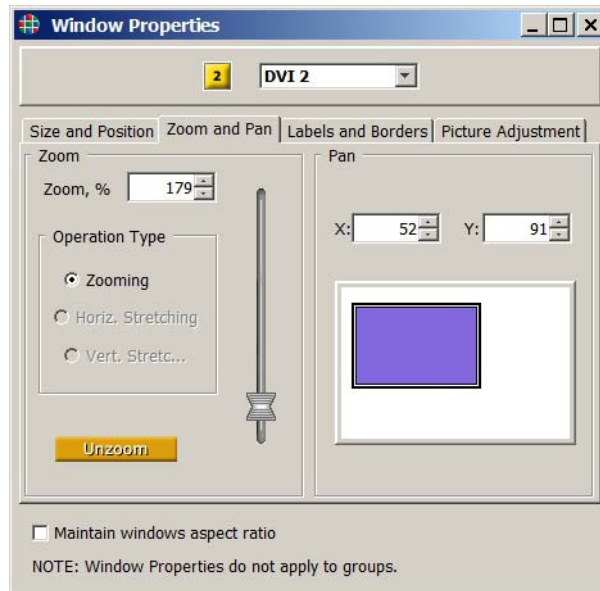 Window Properties
2 DVI 2
Size and Position Zoom and Pan Labels and Borders Picture Adjustment
Zoom Pan
Zoom, % 179
X: 52 Y: 91
Operation Type
Zooming
Horiz. Stretching
Vert. Stretc...
Unzoom
Maintain windows aspect ratio
NOTE: Window Properties do not apply to groups.